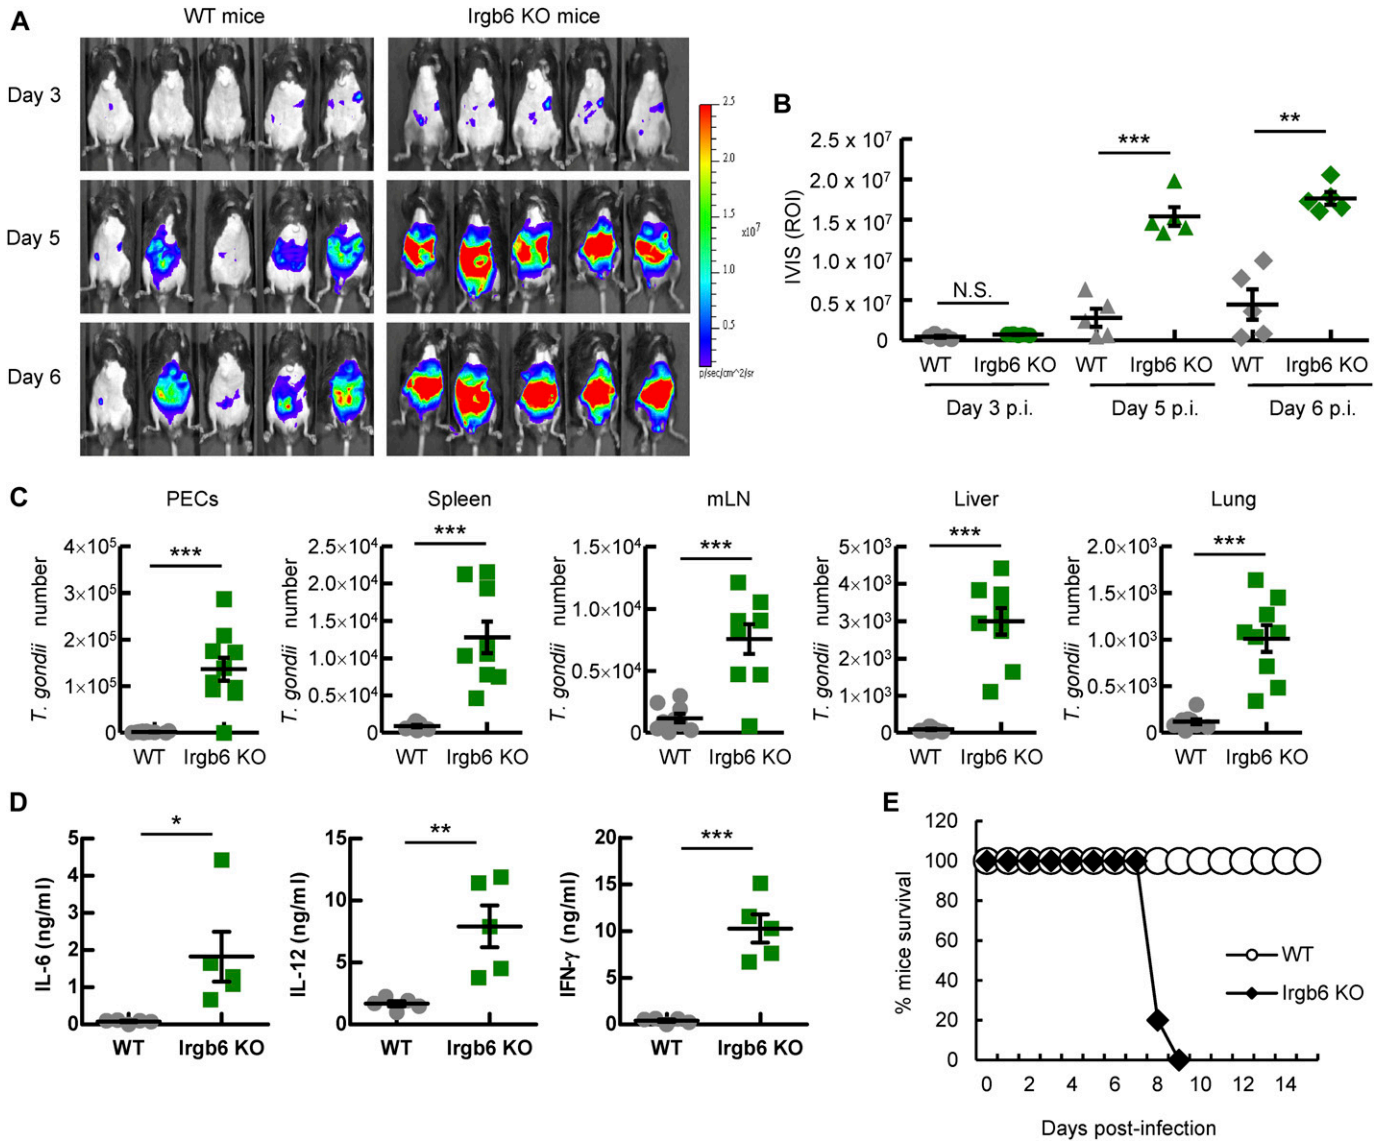 A
WT mice
Irgb6 KO mice
Day 3
Day 5
Day 6
2.5
2.0
x10⁷
1.0
0.5
p/sec/cm^2/sr
B
IVIS (ROI)
2.5 x 10⁷
2.0 x 10⁷
1.5 x 10⁷
1.0 x 10⁷
0.5 x 10⁷
0
N.S.
***
**
WT Irgb6 KO WT Irgb6 KO WT Irgb6 KO
Day 3 p.i. Day 5 p.i. Day 6 p.i.
C
PECs
T. gondii number
4×10⁵
3×10⁵
2×10⁵
1×10⁵
0
***
WT Irgb6 KO
Spleen
T. gondii number
2.5×10⁴
2.0×10⁴
1.5×10⁴
1.0×10⁴
0.5×10⁴
0
***
WT Irgb6 KO
mLN
T. gondii number
1.5×10⁴
1.0×10⁴
0.5×10⁴
0
***
WT Irgb6 KO
Liver
T. gondii number
5×10³
4×10³
3×10³
2×10³
1×10³
0
***
WT Irgb6 KO
Lung
T. gondii number
2.0×10³
1.5×10³
1.0×10³
0.5×10³
0
***
WT Irgb6 KO
D
IL-6 (ng/ml)
5
4
3
2
1
0
*
WT Irgb6 KO
IL-12 (ng/ml)
15
10
5
0
**
WT Irgb6 KO
IFN-γ (ng/ml)
20
15
10
5
0
***
WT Irgb6 KO
E
% mice survival
120
100
80
60
40
20
0
WT
Irgb6 KO
0 2 4 6 8 10 12 14
Days post-infection